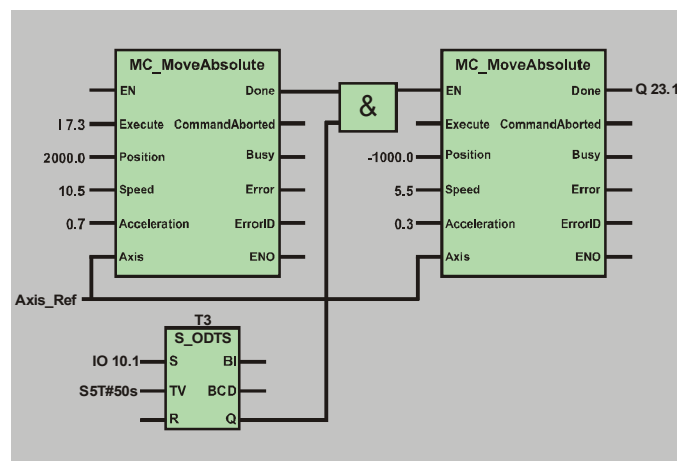 MC_MoveAbsolute
EN Done
I 7.3 Execute CommandAborted
2000.0 Position Busy
10.5 Speed Error
0.7 Acceleration ErrorID
Axis ENO
Axis_Ref
&
MC_MoveAbsolute
EN Done Q 23.1
Execute CommandAborted
-1000.0 Position Busy
5.5 Speed Error
0.3 Acceleration ErrorID
Axis ENO
T3
S_ODTS
IO 10.1 S BI
S5T#50s TV BCD
R Q